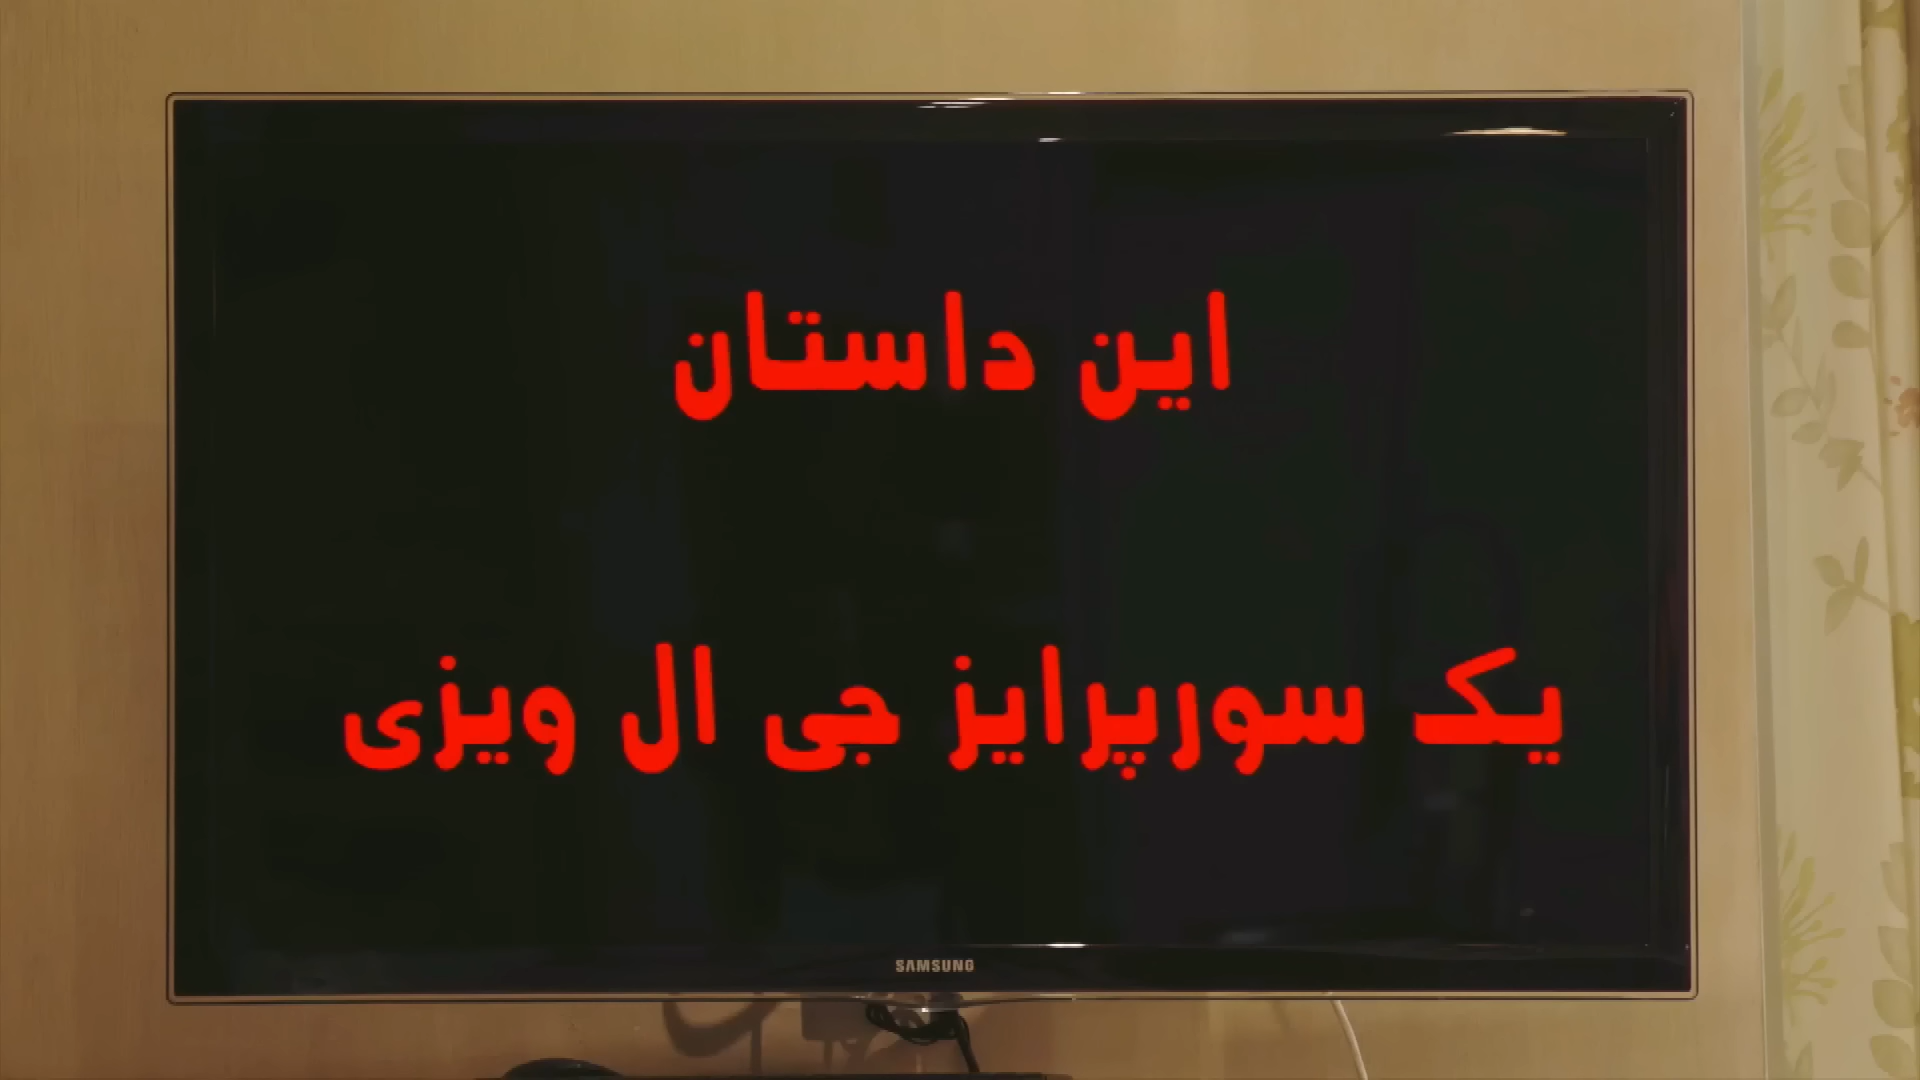 این داستان
یک سورپرایز جی ال ویزی
SAMSUNG